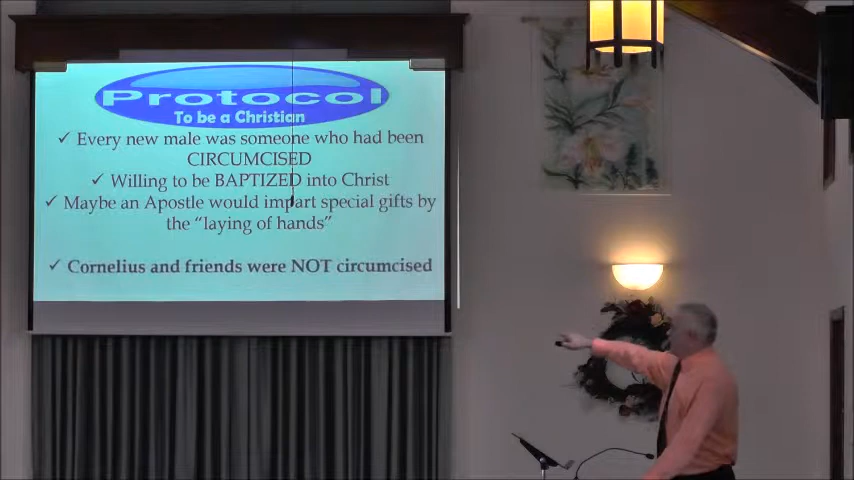 Protocol
To be a Christian
✓ Every new male was someone who had been
CIRCUMCISED
✓ Willing to be BAPTIZED into Christ
✓ Maybe an Apostle would impart special gifts by
the “laying of hands”
✓ Cornelius and friends were NOT circumcised